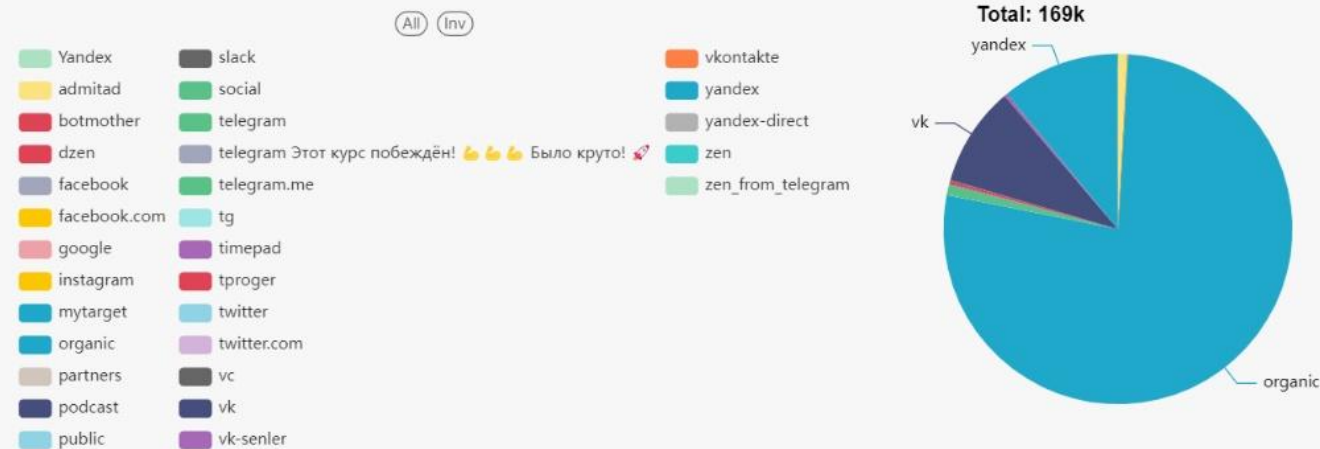 All Inv
Yandex
admitad
botmother
dzen
facebook
facebook.com
google
instagram
mytarget
organic
partners
podcast
public
slack
social
telegram
telegram Этот курс побеждён! 💪💪💪 Было круто! 🚀
telegram.me
tg
timepad
tproger
twitter
twitter.com
vc
vk
vk-senler
vkontakte
yandex
yandex-direct
zen
zen_from_telegram
Total: 169k
yandex
vk
organic